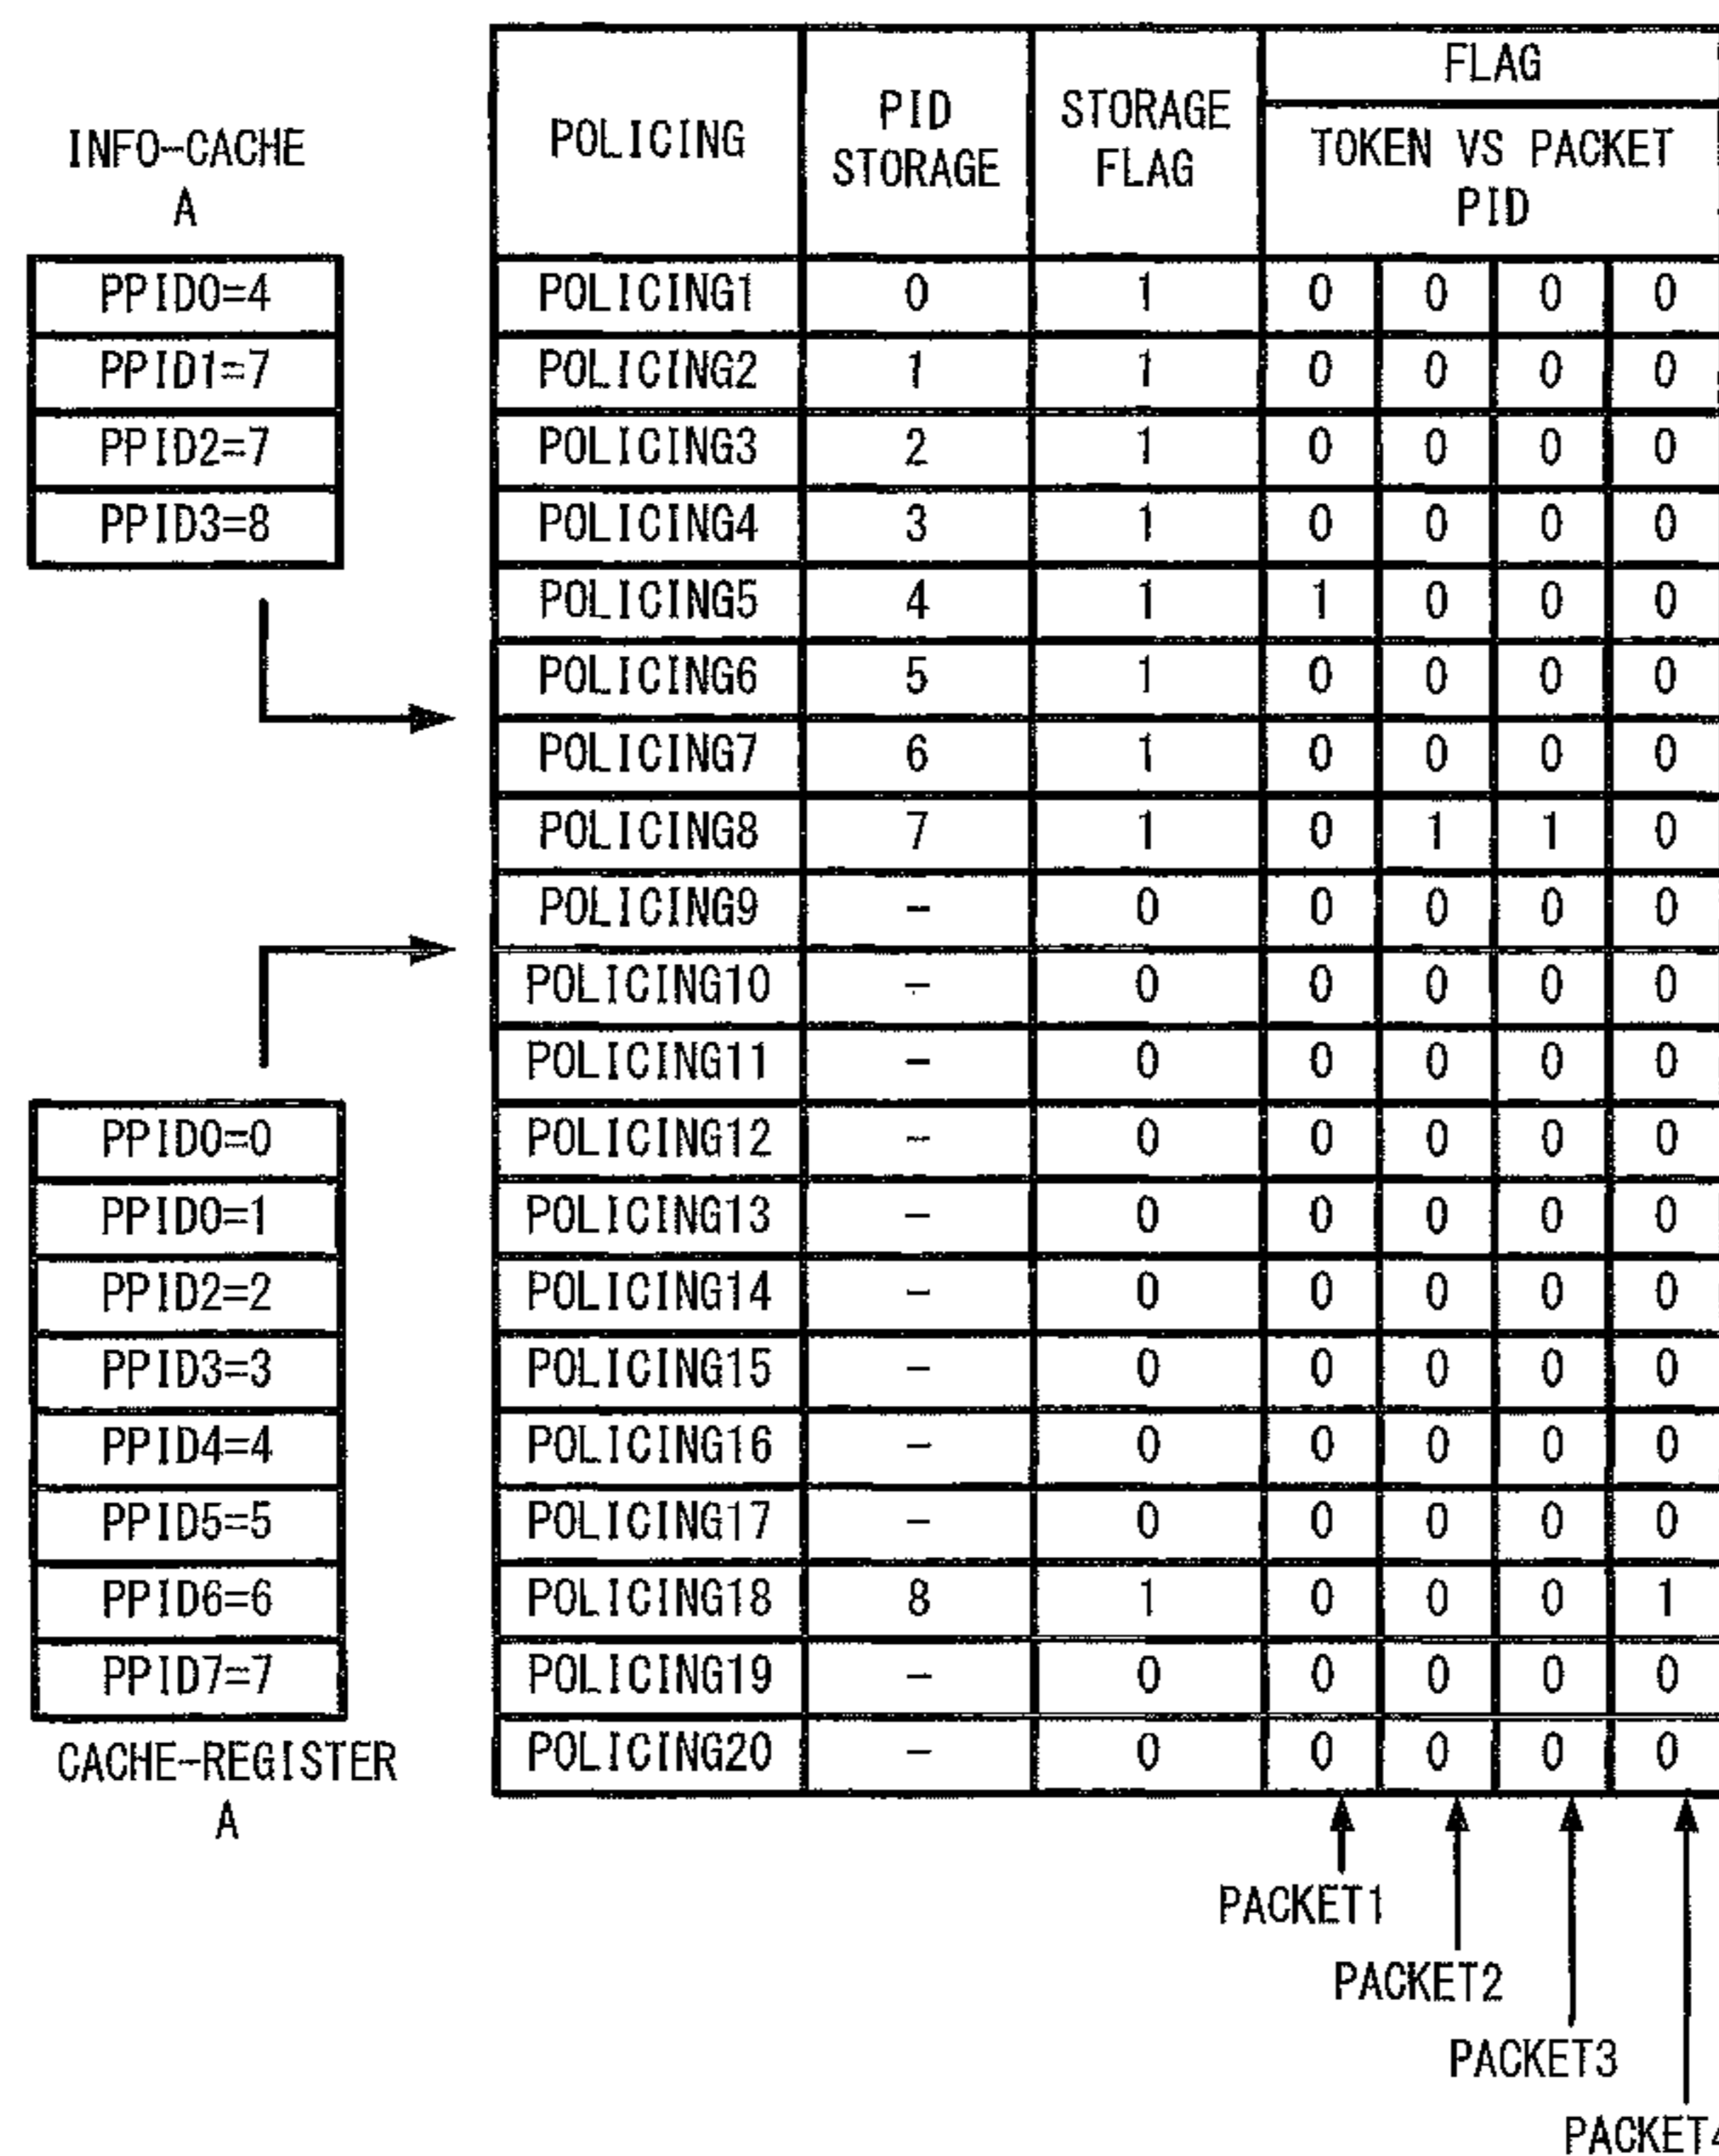 INFO-CACHE
A
PPID0=4
PPID1=7
PPID2=7
PPID3=8
POLICING PID STORAGE STORAGE FLAG FLAG
TOKEN VS PACKET PID
POLICING1 0 1 0 0 0 0
POLICING2 1 1 0 0 0 0
POLICING3 2 1 0 0 0 0
POLICING4 3 1 0 0 0 0
POLICING5 4 1 1 0 0 0
POLICING6 5 1 0 0 0 0
POLICING7 6 1 0 0 0 0
POLICING8 7 1 0 1 1 0
POLICING9 - 0 0 0 0 0
POLICING10 - 0 0 0 0 0
POLICING11 - 0 0 0 0 0
POLICING12 - 0 0 0 0 0
POLICING13 - 0 0 0 0 0
POLICING14 - 0 0 0 0 0
POLICING15 - 0 0 0 0 0
POLICING16 - 0 0 0 0 0
POLICING17 - 0 0 0 0 0
POLICING18 8 1 0 0 0 1
POLICING19 - 0 0 0 0 0
POLICING20 - 0 0 0 0 0
PPID0=0
PPID0=1
PPID2=2
PPID3=3
PPID4=4
PPID5=5
PPID6=6
PPID7=7
CACHE-REGISTER
A
PACKET1
PACKET2
PACKET3
PACKET4